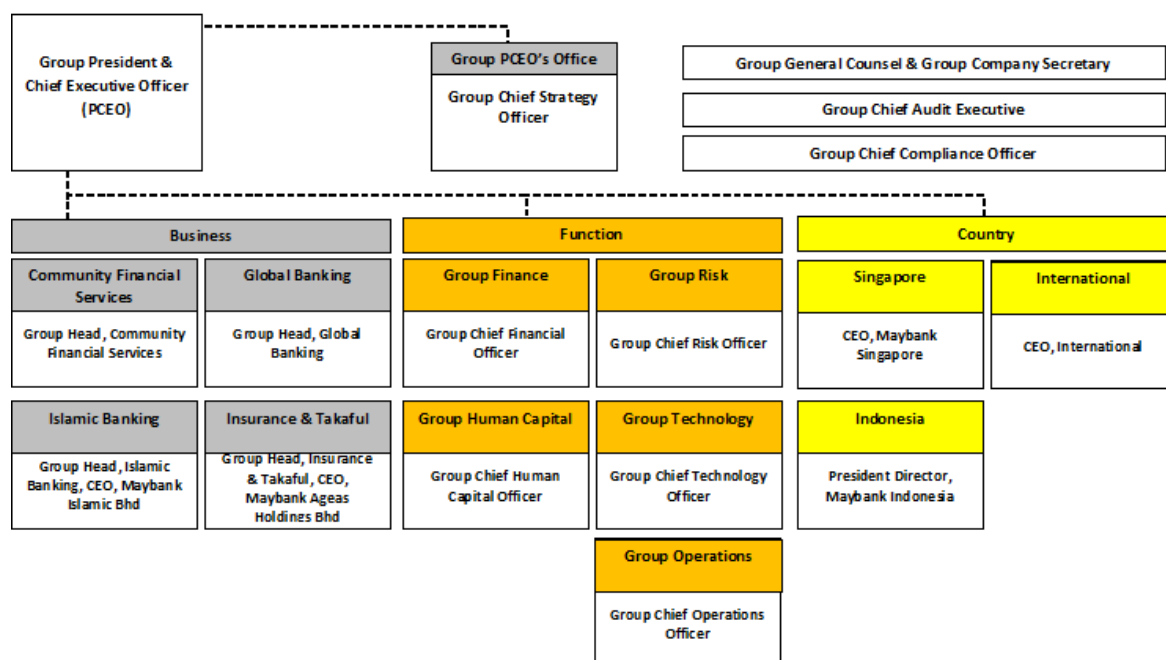 Group President &
Chief Executive Officer
(PCEO)
Group PCEO's Office
Group Chief Strategy
Officer
Group General Counsel & Group Company Secretary
Group Chief Audit Executive
Group Chief Compliance Officer
Business
Community Financial
Services
Group Head, Community
Financial Services
Global Banking
Group Head, Global
Banking
Islamic Banking
Group Head, Islamic
Banking, CEO, Maybank
Islamic Bhd
Insurance & Takaful
Group Head, Insurance
& Takaful, CEO,
Maybank Ageas
Holdings Bhd
Function
Group Finance
Group Chief Financial
Officer
Group Risk
Group Chief Risk Officer
Group Human Capital
Group Chief Human
Capital Officer
Group Technology
Group Chief Technology
Officer
Group Operations
Group Chief Operations
Officer
Country
Singapore
CEO, Maybank
Singapore
International
CEO, International
Indonesia
President Director,
Maybank Indonesia